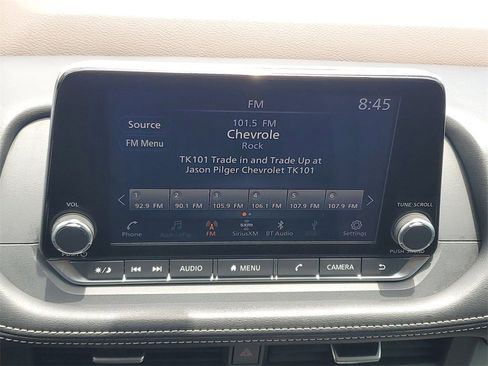 FM
8:45
Source
FM Menu
101.5 FM
Chevrole
Rock
TK101 Trade in and Trade Up at
Jason Pilger Chevrolet TK101
1 2 3 4 5 6
92.9 FM 90.1 FM 105.9 FM 106.1 FM 107.9 FM 107.9 FM
VOL
TUNE·SCROLL
Phone
FM
SiriusXM
BT Audio
Settings
AUDIO
MENU
CAMERA